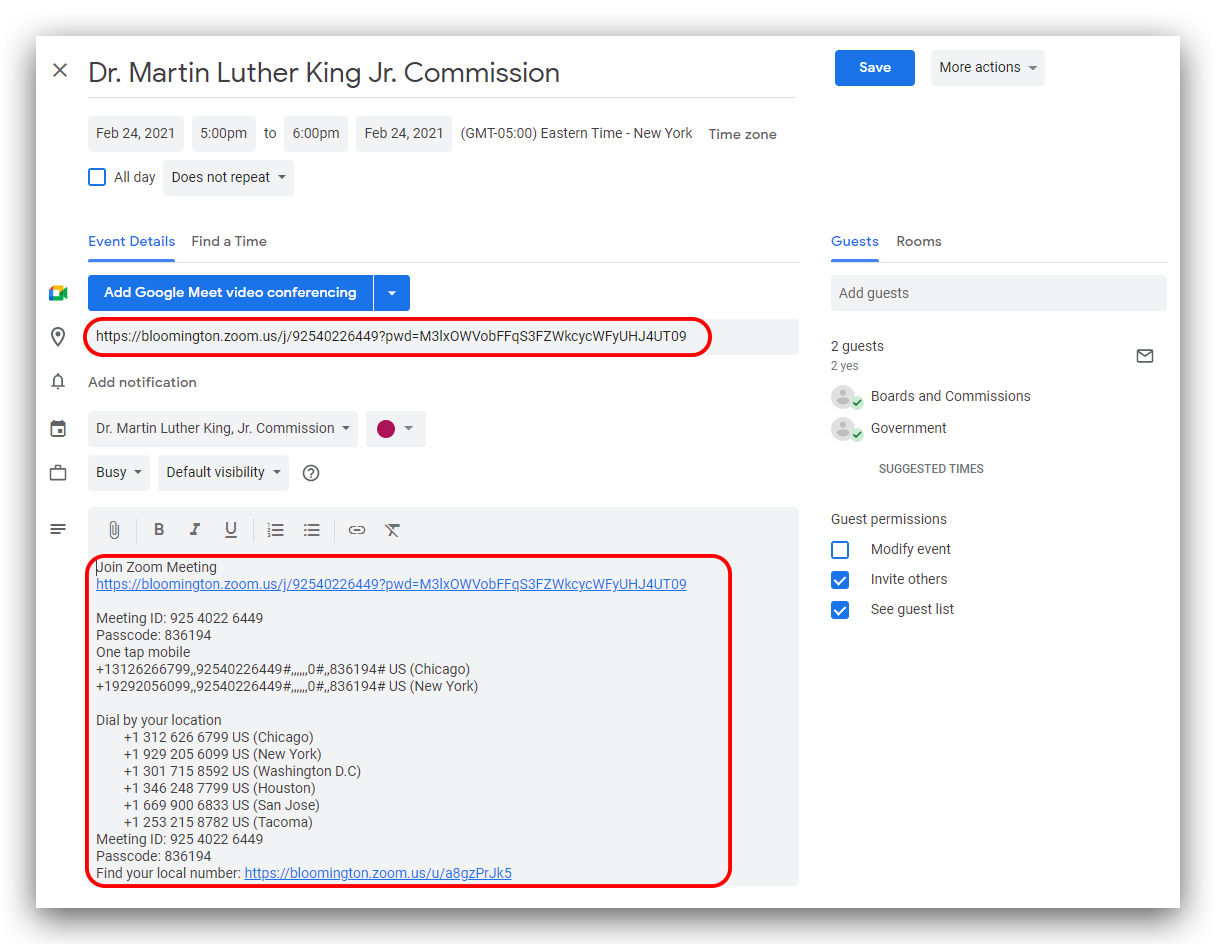 Dr. Martin Luther King Jr. Commission
Save
More actions
Feb 24, 2021 5:00pm to 6:00pm Feb 24, 2021 (GMT-05:00) Eastern Time - New York Time zone
All day Does not repeat
Event Details Find a Time
Add Google Meet video conferencing
https://bloomington.zoom.us/j/92540226449?pwd=M3lxOWVobFFqS3FZWkcycWFyUHJ4UT09
Add notification
Dr. Martin Luther King, Jr. Commission
Busy Default visibility
B I U
Join Zoom Meeting
https://bloomington.zoom.us/j/92540226449?pwd=M3lxOWVobFFqS3FZWkcycWFyUHJ4UT09
Meeting ID: 925 4022 6449
Passcode: 836194
One tap mobile
+13126266799,,92540226449#,,,,,,0#,,836194# US (Chicago)
+19292056099,,92540226449#,,,,,,0#,,836194# US (New York)
Dial by your location
+1 312 626 6799 US (Chicago)
+1 929 205 6099 US (New York)
+1 301 715 8592 US (Washington D.C)
+1 346 248 7799 US (Houston)
+1 669 900 6833 US (San Jose)
+1 253 215 8782 US (Tacoma)
Meeting ID: 925 4022 6449
Passcode: 836194
Find your local number: https://bloomington.zoom.us/u/a8gzPrJk5
Guests Rooms
Add guests
2 guests
2 yes
Boards and Commissions
Government
SUGGESTED TIMES
Guest permissions
Modify event
Invite others
See guest list